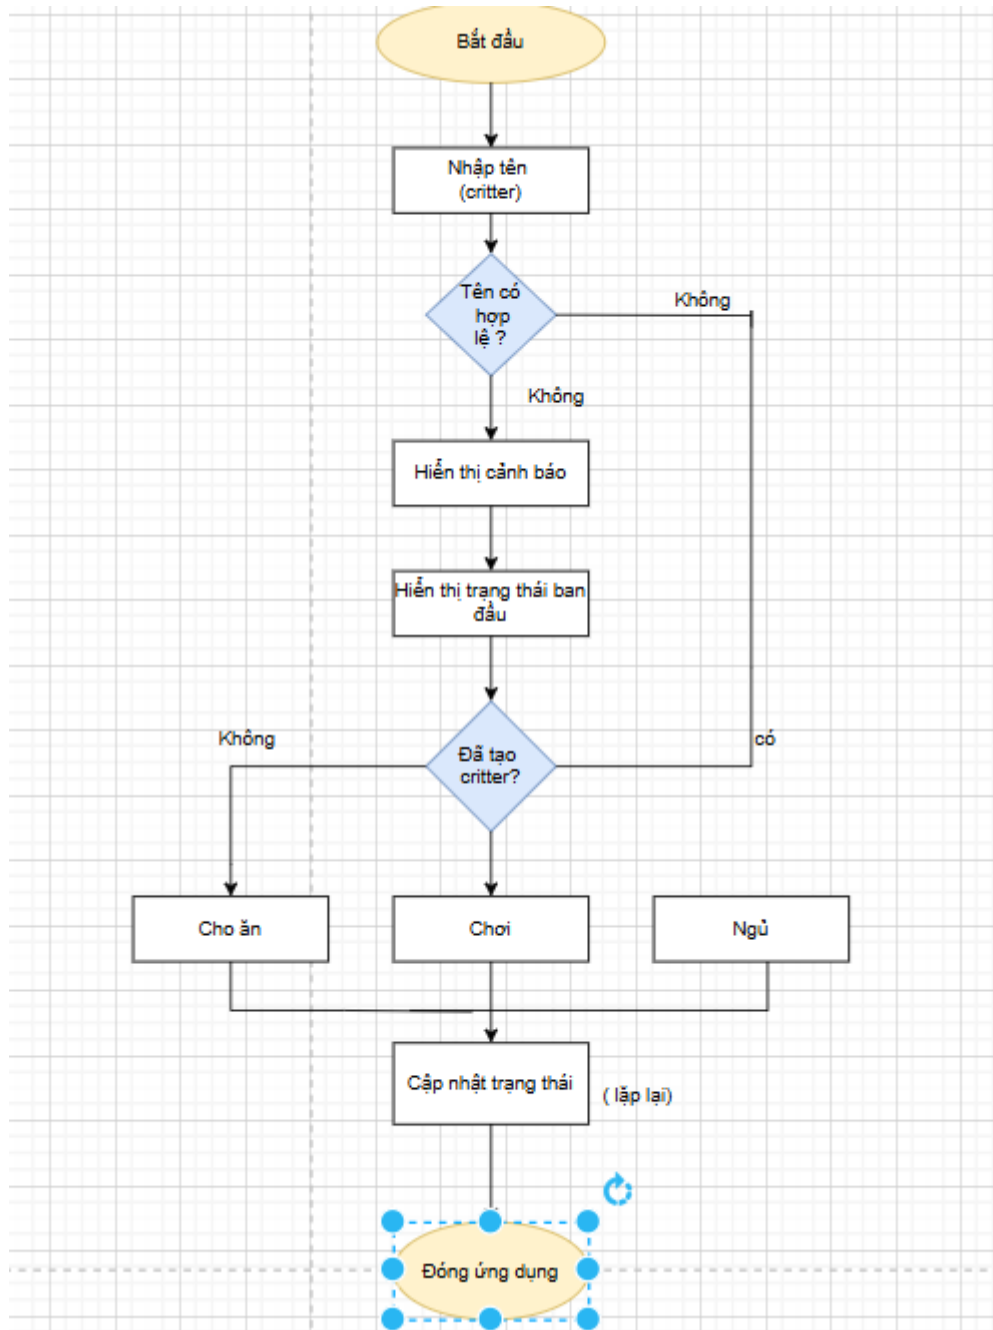 Bắt đầu
Nhập tên
(critter)
Tên có
hợp
lệ ?
Không
Không
Hiển thị cảnh báo
Hiển thị trạng thái ban
đầu
Không
Đã tạo
critter?
có
Cho ăn
Chơi
Ngủ
Cập nhật trạng thái
( lặp lại)
Đóng ứng dụng